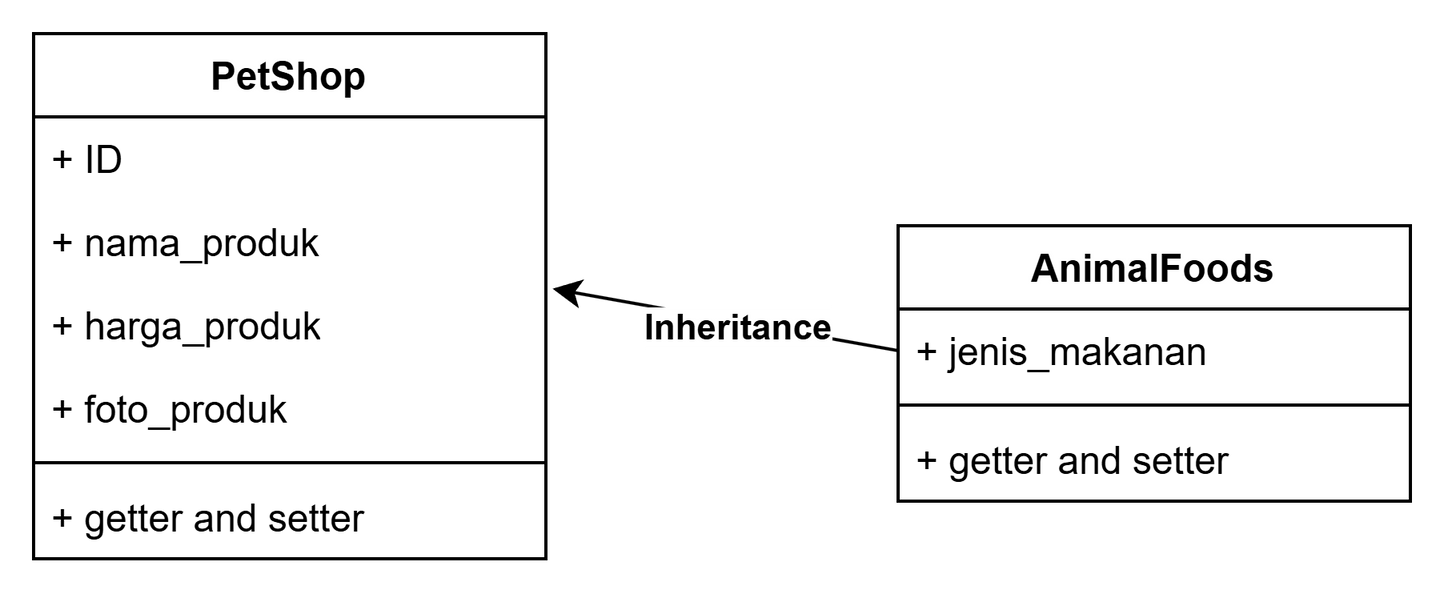 PetShop
+ ID
+ nama_produk
+ harga_produk
+ foto_produk
+ getter and setter
Inheritance
AnimalFoods
+ jenis_makanan
+ getter and setter